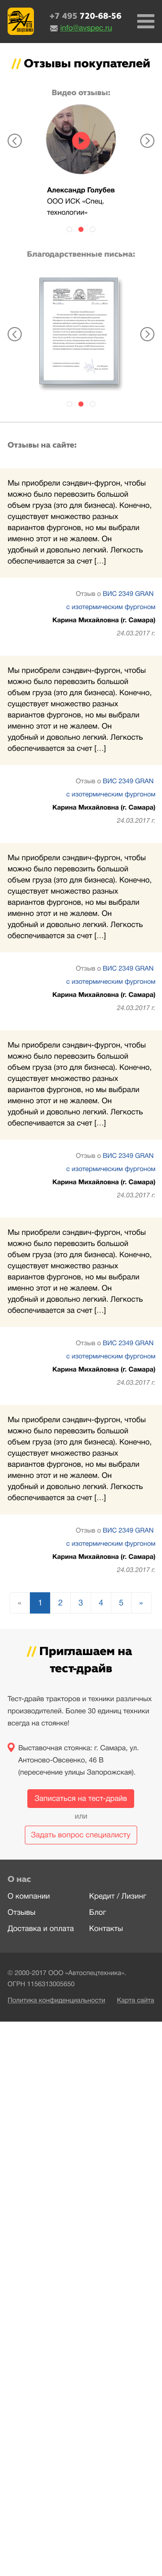 +7 495 720-68-56
info@avspec.ru
// Отзывы покупателей
Видео отзывы:
Александр Голубев
ООО ИСК «Спец.
технологии»
Благодарственные письма:
Отзывы на сайте:
Мы приобрели сэндвич-фургон, чтобы
можно было перевозить большой
объем груза (это для бизнеса). Конечно,
существует множество разных
вариантов фургонов, но мы выбрали
именно этот и не жалеем. Он
удобный и довольно легкий. Легкость
обеспечивается за счет [...]
Отзыв о ВИС 2349 GRAN
с изотермическим фургоном
Карина Михайловна (г. Самара)
24.03.2017 г.
Мы приобрели сэндвич-фургон, чтобы
можно было перевозить большой
объем груза (это для бизнеса). Конечно,
существует множество разных
вариантов фургонов, но мы выбрали
именно этот и не жалеем. Он
удобный и довольно легкий. Легкость
обеспечивается за счет [...]
Отзыв о ВИС 2349 GRAN
с изотермическим фургоном
Карина Михайловна (г. Самара)
24.03.2017 г.
Мы приобрели сэндвич-фургон, чтобы
можно было перевозить большой
объем груза (это для бизнеса). Конечно,
существует множество разных
вариантов фургонов, но мы выбрали
именно этот и не жалеем. Он
удобный и довольно легкий. Легкость
обеспечивается за счет [...]
Отзыв о ВИС 2349 GRAN
с изотермическим фургоном
Карина Михайловна (г. Самара)
24.03.2017 г.
Мы приобрели сэндвич-фургон, чтобы
можно было перевозить большой
объем груза (это для бизнеса). Конечно,
существует множество разных
вариантов фургонов, но мы выбрали
именно этот и не жалеем. Он
удобный и довольно легкий. Легкость
обеспечивается за счет [...]
Отзыв о ВИС 2349 GRAN
с изотермическим фургоном
Карина Михайловна (г. Самара)
24.03.2017 г.
Мы приобрели сэндвич-фургон, чтобы
можно было перевозить большой
объем груза (это для бизнеса). Конечно,
существует множество разных
вариантов фургонов, но мы выбрали
именно этот и не жалеем. Он
удобный и довольно легкий. Легкость
обеспечивается за счет [...]
Отзыв о ВИС 2349 GRAN
с изотермическим фургоном
Карина Михайловна (г. Самара)
24.03.2017 г.
Мы приобрели сэндвич-фургон, чтобы
можно было перевозить большой
объем груза (это для бизнеса). Конечно,
существует множество разных
вариантов фургонов, но мы выбрали
именно этот и не жалеем. Он
удобный и довольно легкий. Легкость
обеспечивается за счет [...]
Отзыв о ВИС 2349 GRAN
с изотермическим фургоном
Карина Михайловна (г. Самара)
24.03.2017 г.
« 1 2 3 4 5 »
// Приглашаем на
тест-драйв
Тест-драйв тракторов и техники различных
производителей. Более 30 единиц техники
всегда на стоянке!
Выставочная стоянка: г. Самара, ул.
Антоново-Овсеенко, 46 В
(пересечение улицы Запорожская).
Записаться на тест-драйв
или
Задать вопрос специалисту
О нас
О компании Кредит / Лизинг
Отзывы Блог
Доставка и оплата Контакты
© 2000-2017 ООО «Автоспецтехника».
ОГРН 1156313005650
Политика конфиденциальности Карта сайта